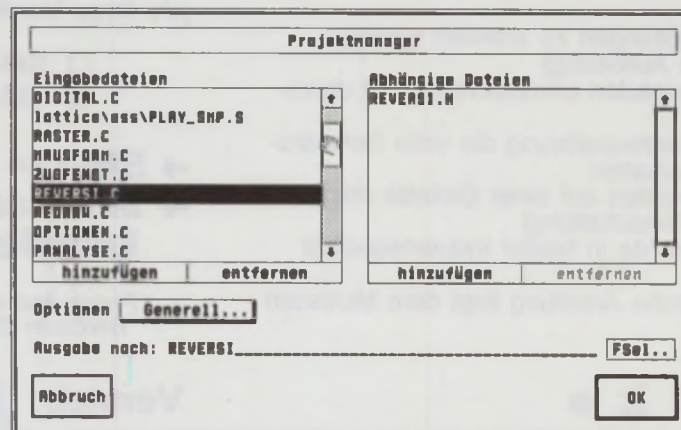 Projektmanager
Eingabedateien
DIGITAL.C
lattice\ass\PLAY_SMP.S
RASTER.C
MAUSFORM.C
ZUGFENST.C
REVERSI.C
REDRAW.C
OPTIONEN.C
PANALYSE.C
hinzufügen
entfernen
Abhängige Dateien
REVERSI.H
hinzufügen
entfernen
Optionen
Generell...
Ausgabe nach: REVERSI
FSel..
Abbruch
OK